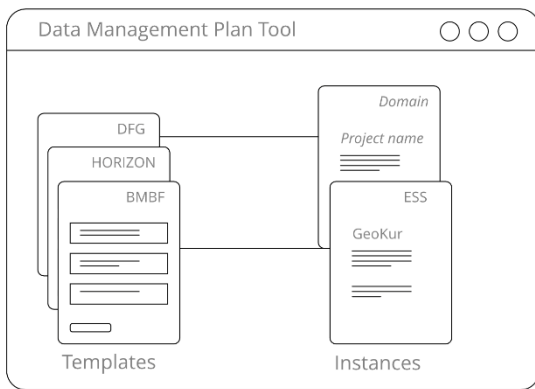 Data Management Plan Tool
DFG
HORIZON
BMBF
Templates
Domain
Project name
ESS
GeoKur
Instances